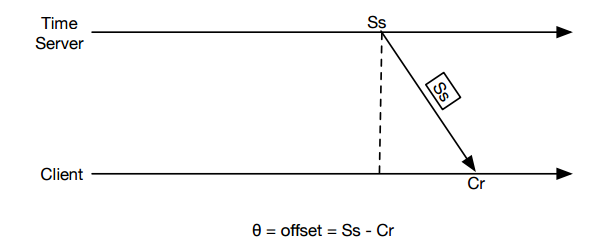 Time
Server
Ss
Ss
Client
Cr
θ = offset = Ss - Cr